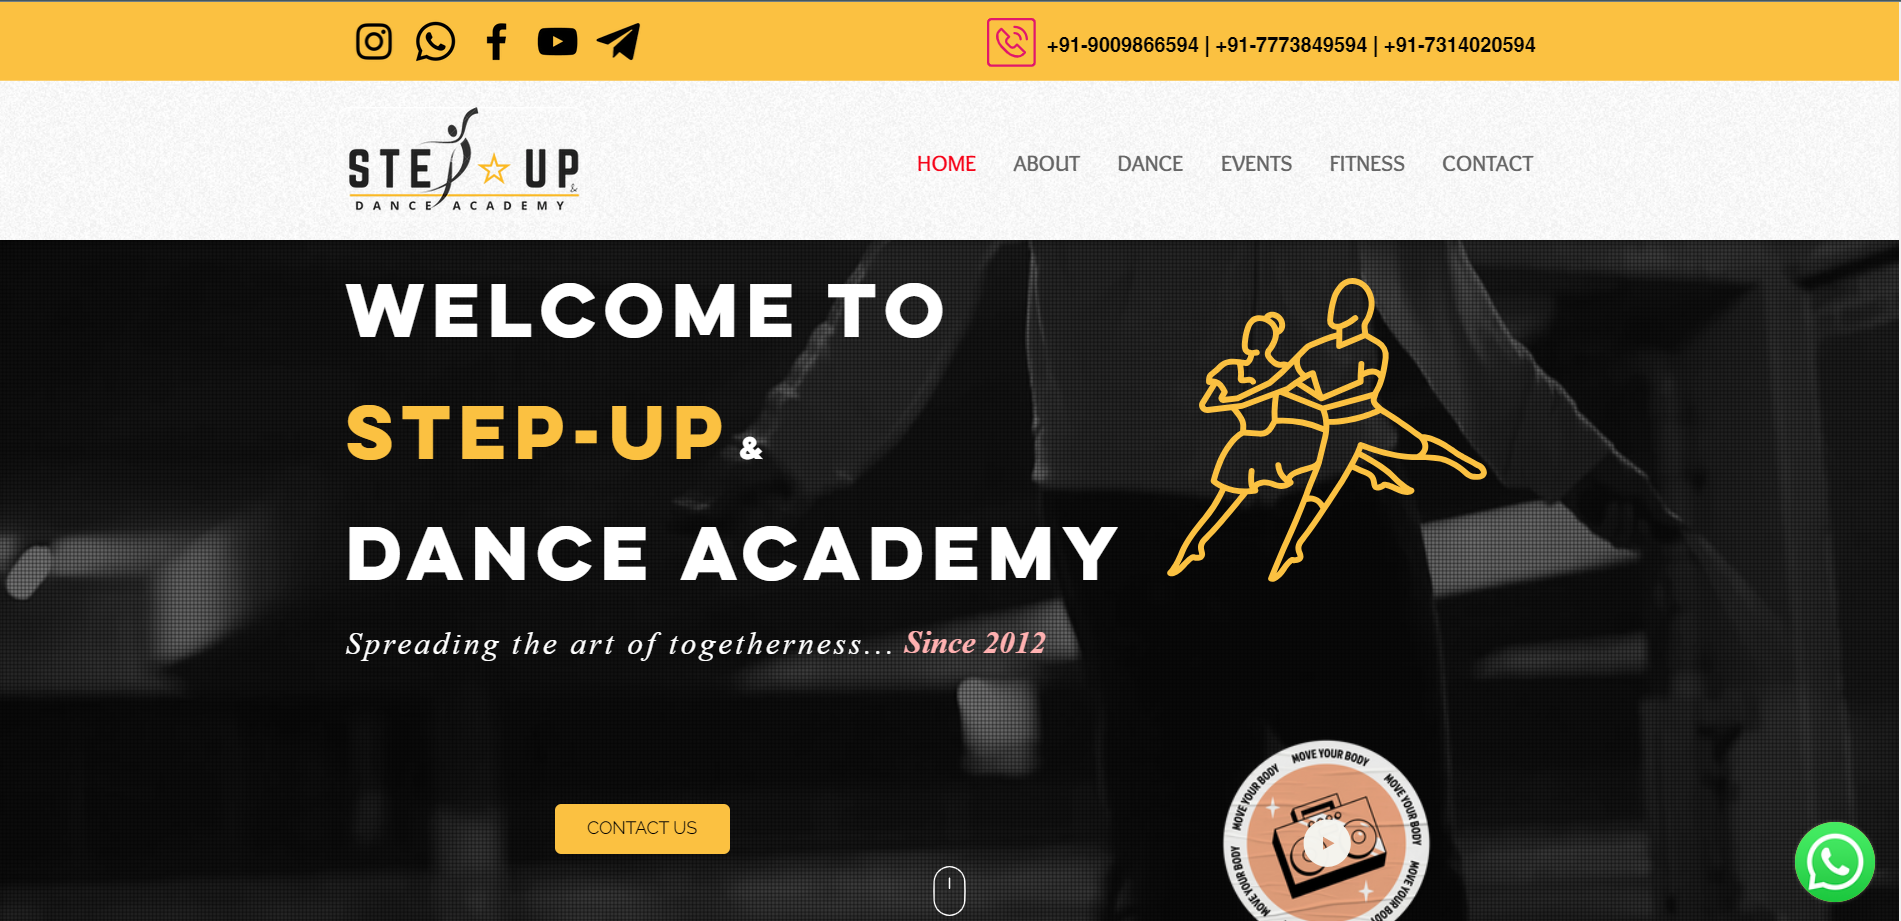 +91-9009866594 | +91-7773849594 | +91-7314020594
STEP UP
&
DANCE ACADEMY
HOME ABOUT DANCE EVENTS FITNESS CONTACT
WELCOME TO
STEP-UP &
DANCE ACADEMY
Spreading the art of togetherness... Since 2012
CONTACT US
MOVE YOUR BODY
MOVE YOUR BODY
MOVE YOUR BODY
MOVE YOUR BODY
MOVE YOUR BODY